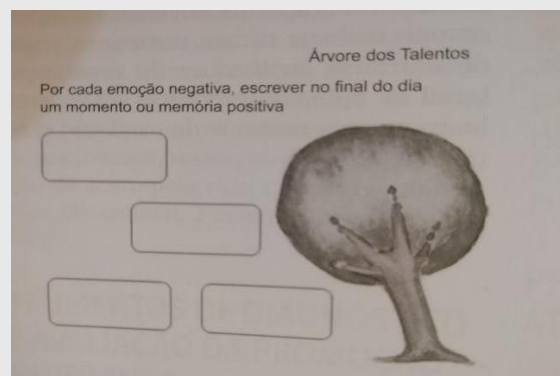 Árvore dos Talentos
Por cada emoção negativa, escrever no final do dia
um momento ou memória positiva